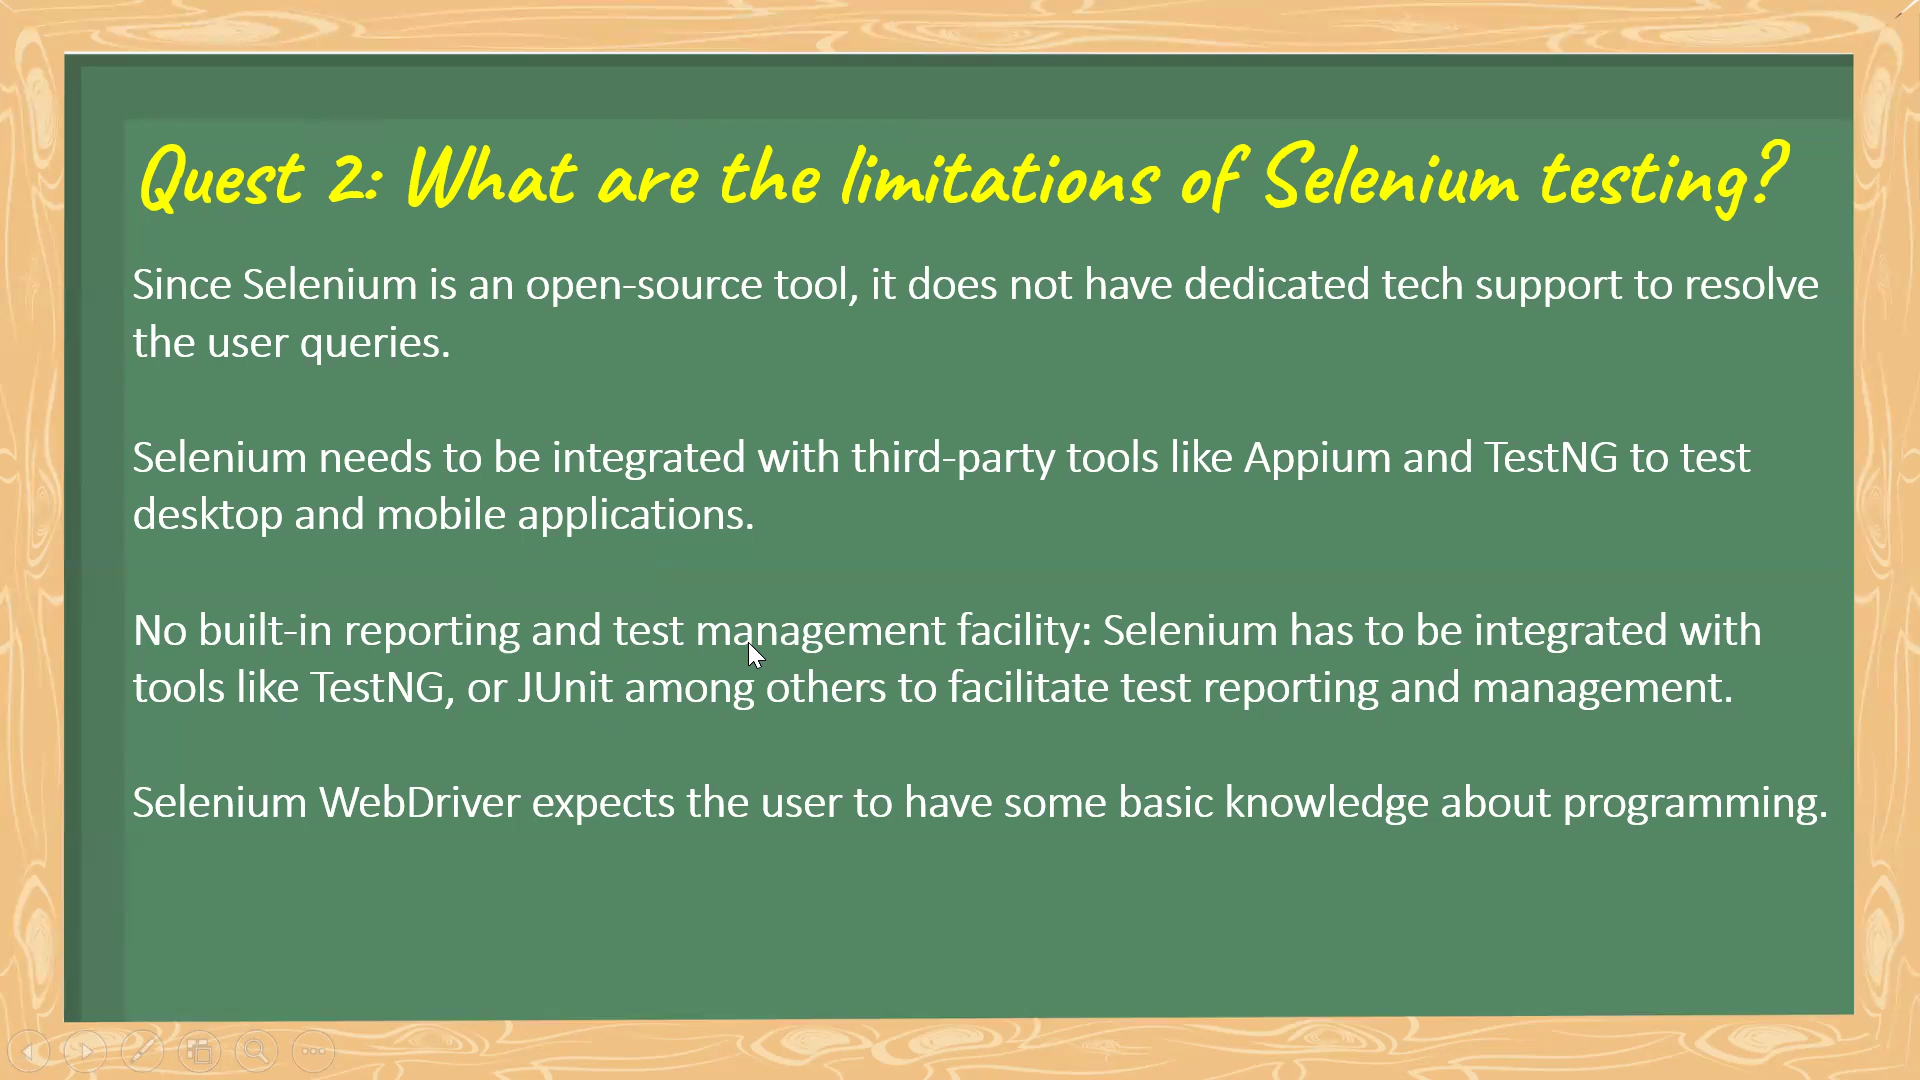 Quest 2: What are the limitations of Selenium testing?
Since Selenium is an open-source tool, it does not have dedicated tech support to resolve
the user queries.
Selenium needs to be integrated with third-party tools like Appium and TestNG to test
desktop and mobile applications.
No built-in reporting and test management facility: Selenium has to be integrated with
tools like TestNG, or JUnit among others to facilitate test reporting and management.
Selenium WebDriver expects the user to have some basic knowledge about programming.